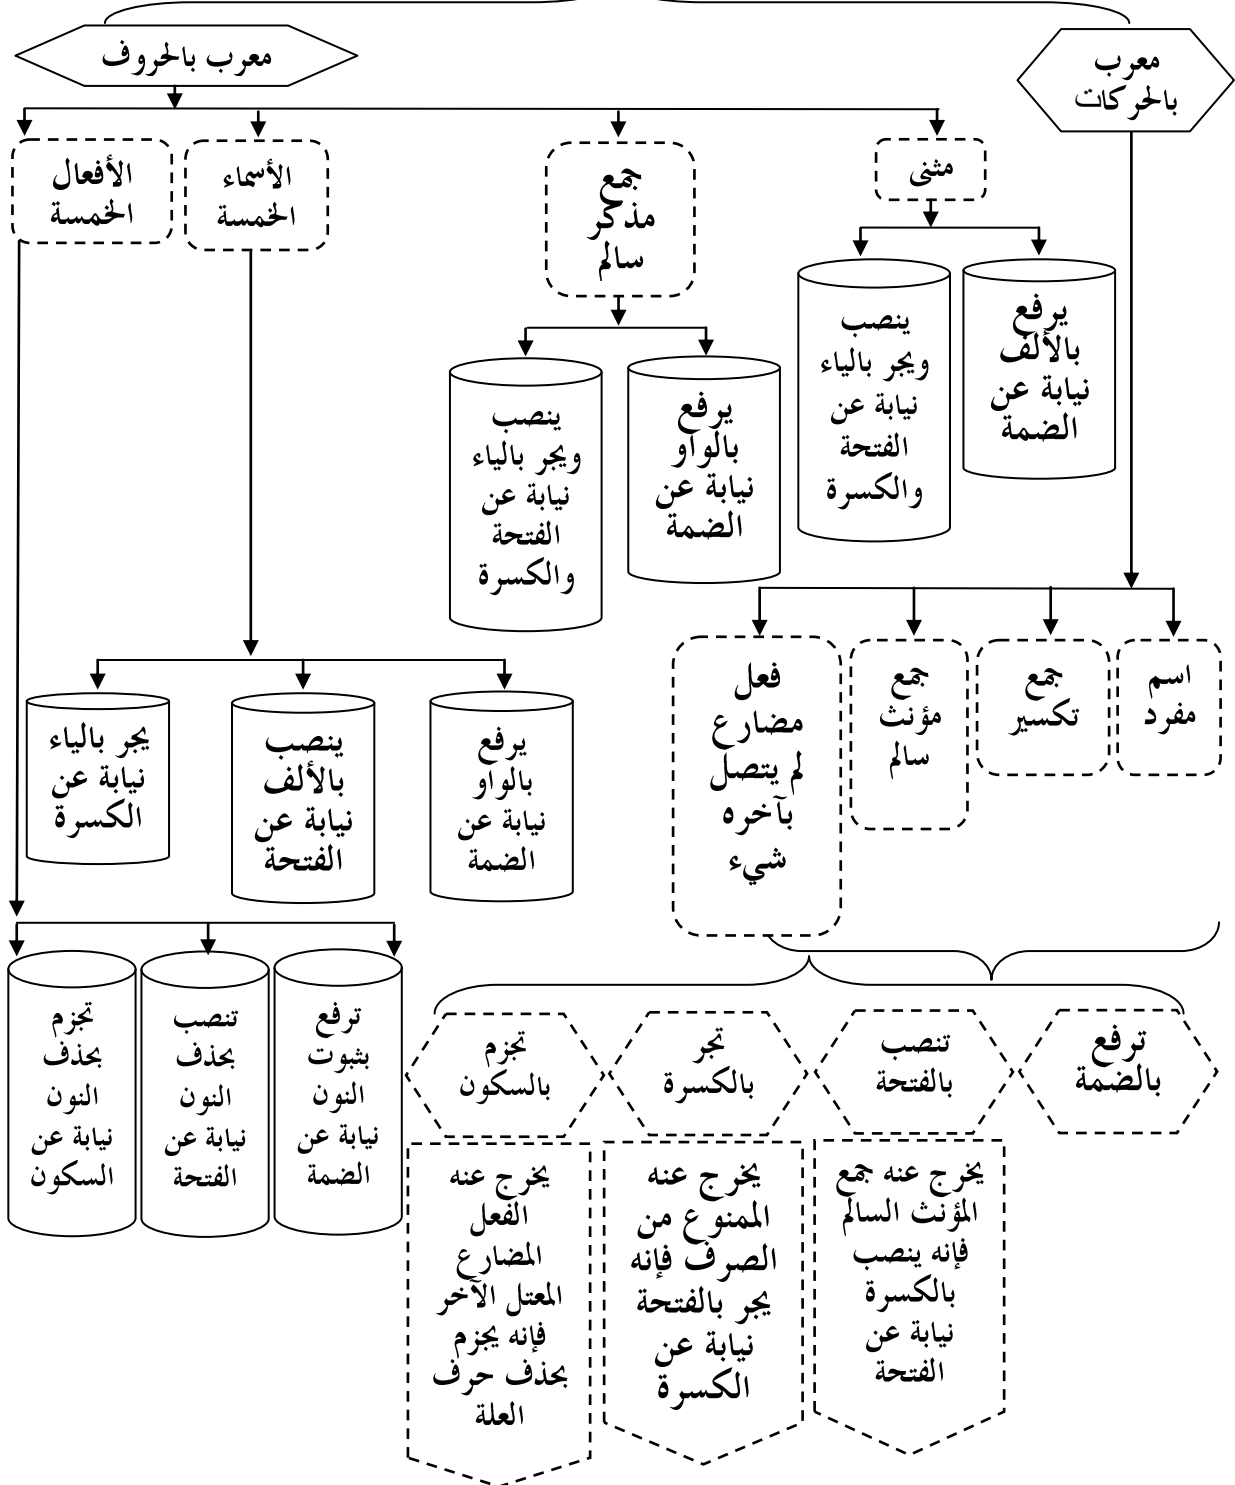 معرب
بالحركات
معرب بالحروف
مثنى
جمع
مذكر
سالم
الأسماء
الخمسة
الأفعال
الخمسة
يرفع
بالألف
نيابة عن
الضمة
ينصب
ويجر بالياء
نيابة عن
الفتحة
والكسرة
يرفع
بالواو
نيابة عن
الضمة
ينصب
ويجر بالياء
نيابة عن
الفتحة
والكسرة
اسم
مفرد
جمع
تكسير
جمع
مؤنث
سالم
فعل
مضارع
لم يتصل
بآخره
شيء
يرفع
بالواو
نيابة عن
الضمة
ينصب
بالألف
نيابة عن
الفتحة
يجر بالياء
نيابة عن
الكسرة
ترفع
بالضمة
تنصب
بالفتحة
تجر
بالكسرة
تجزم
بالسكون
ترفع
بثبوت
النون
نيابة عن
الضمة
تنصب
بحذف
النون
نيابة عن
الفتحة
تجزم
بحذف
النون
نيابة عن
السكون
يخرج عنه جمع
المؤنث السالم
فإنه ينصب
بالكسرة
نيابة عن
الفتحة
يخرج عنه
الممنوع من
الصرف فإنه
يجر بالفتحة
نيابة عن
الكسرة
يخرج عنه
الفعل
المضارع
المعتل الآخر
فإنه يجزم
بحذف حرف
العلة